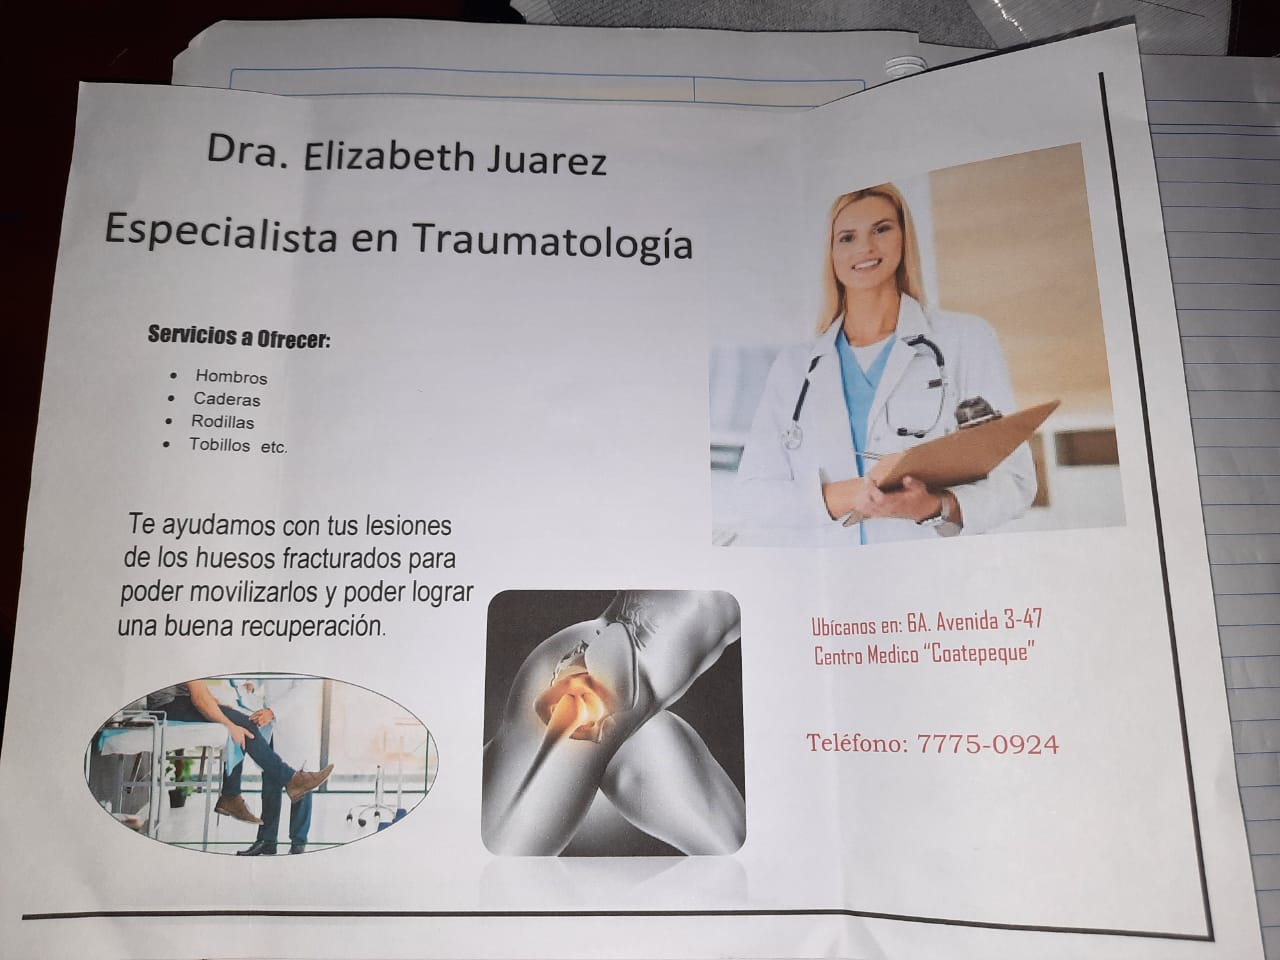 Dra. Elizabeth Juarez
Especialista en Traumatología
Servicios a Ofrecer:
• Hombros
• Caderas
• Rodillas
• Tobillos etc.
Te ayudamos con tus lesiones
de los huesos fracturados para
poder movilizarlos y poder lograr
una buena recuperación.
Ubícanos en: 6A. Avenida 3-47
Centro Medico “Coatepeque”
Teléfono: 7775-0924